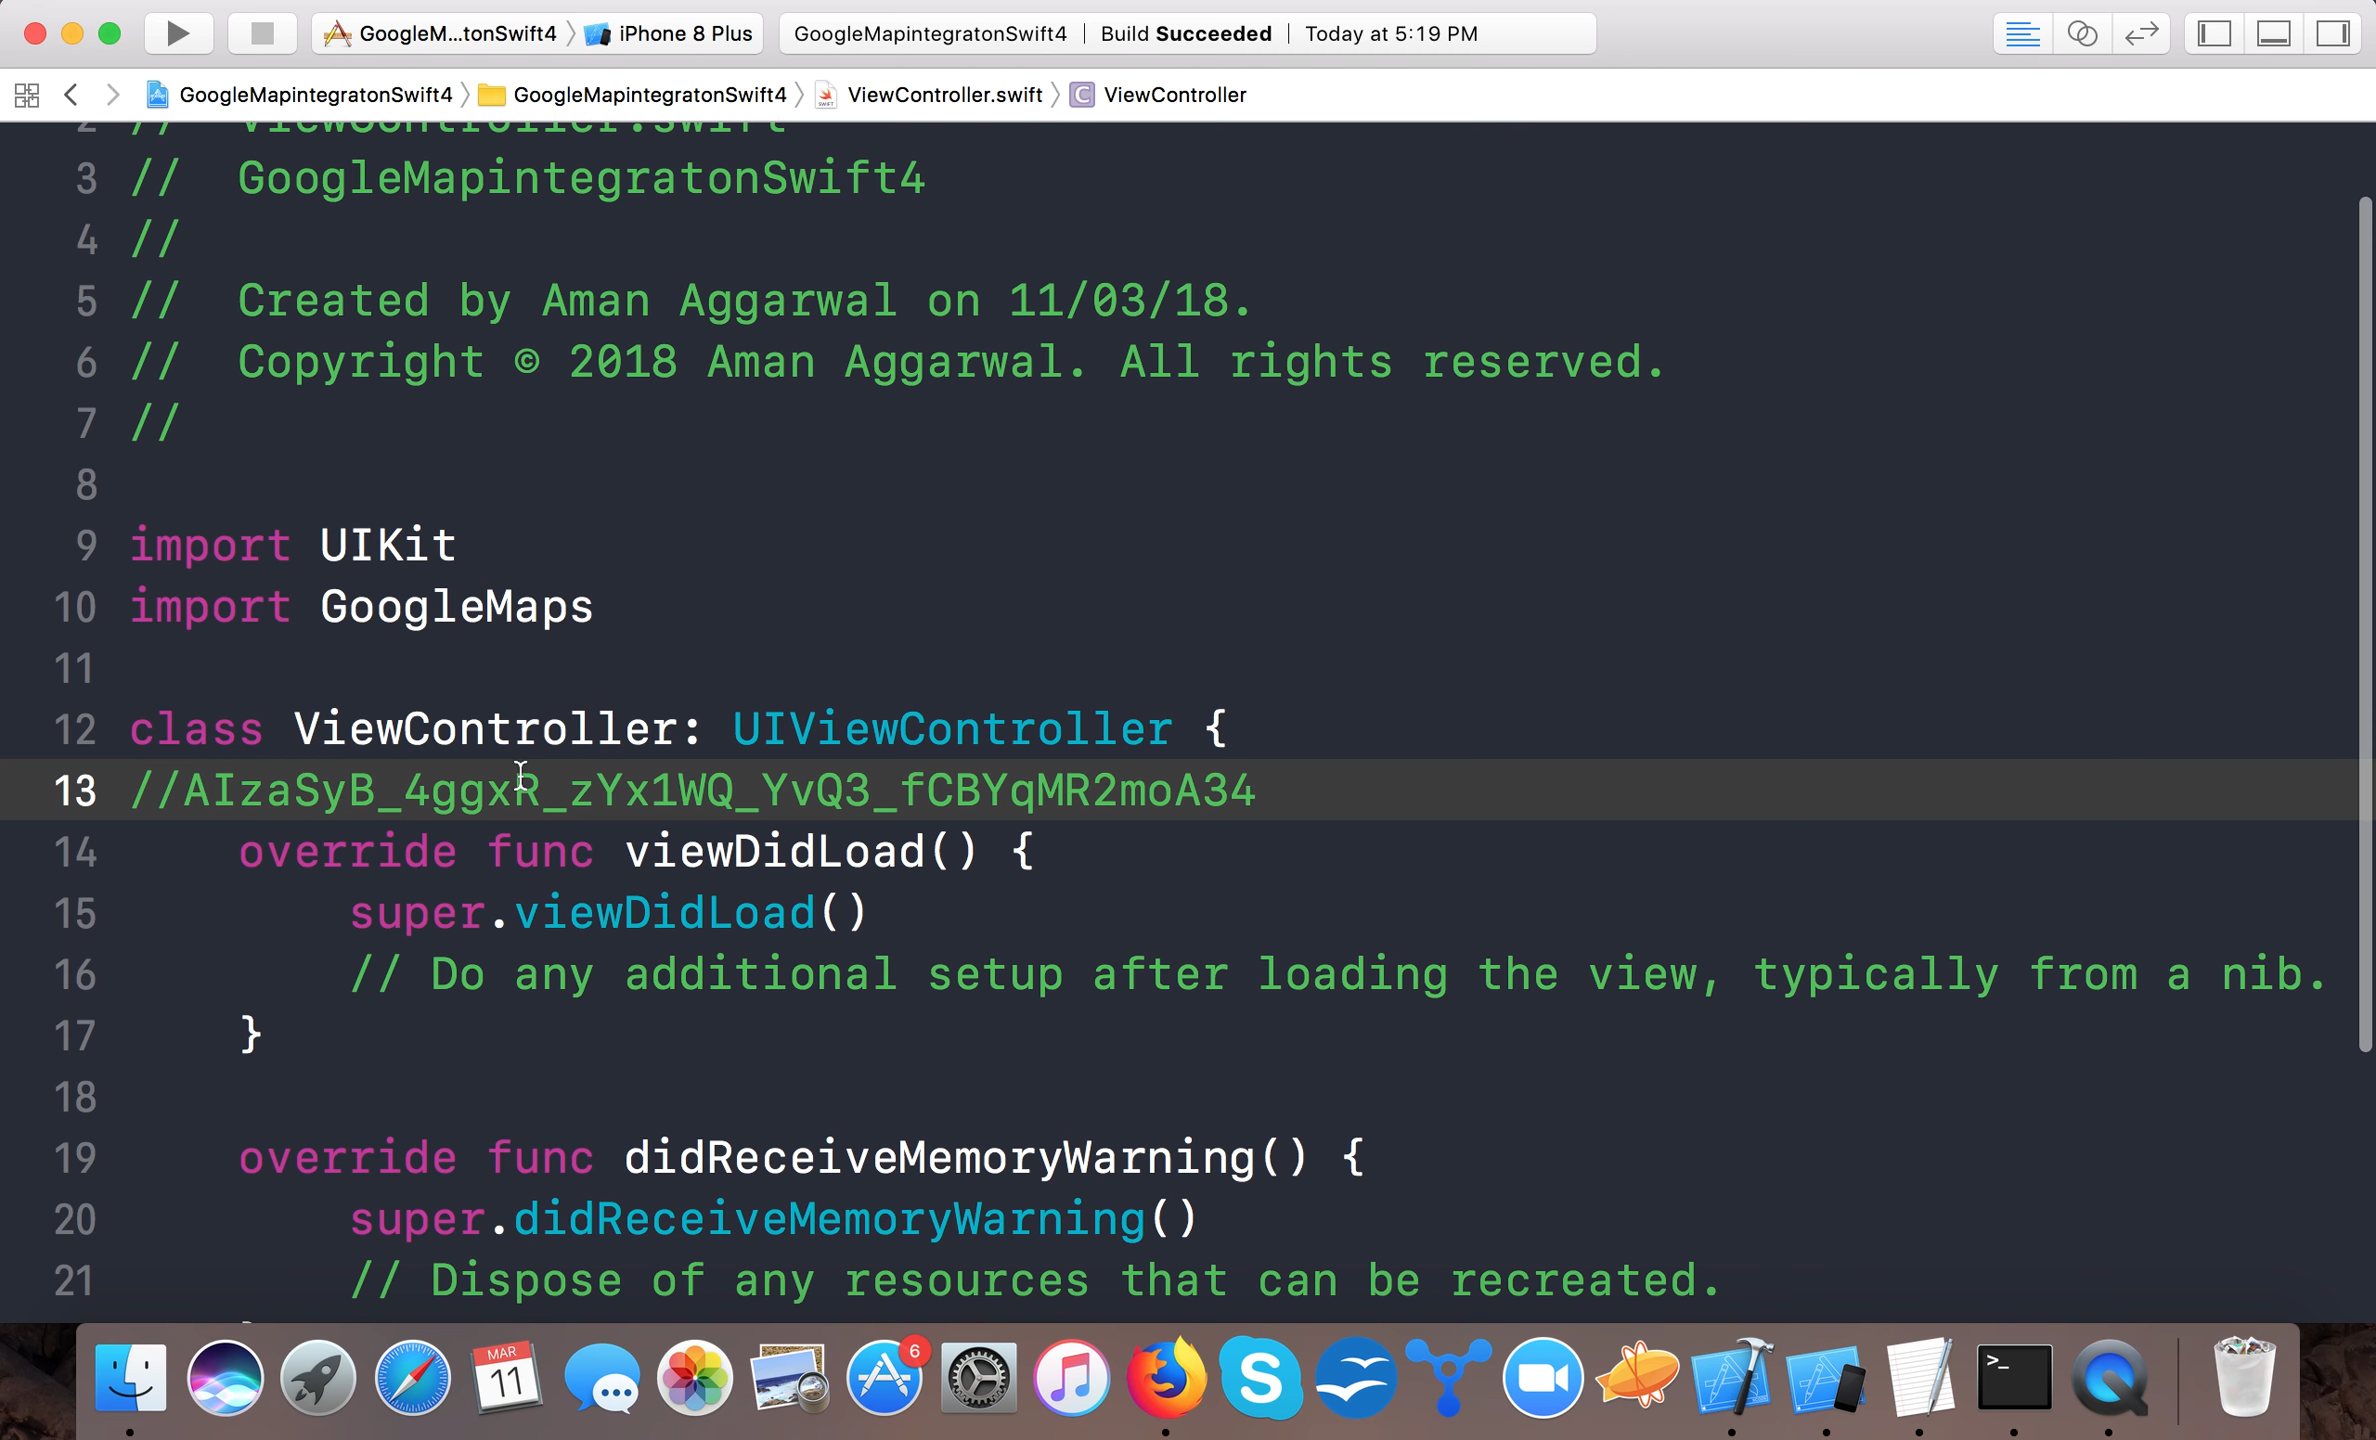 GoogleM...tonSwift4
iPhone 8 Plus
GoogleMapintegratonSwift4 | Build Succeeded | Today at 5:19 PM
GoogleMapintegratonSwift4
GoogleMapintegratonSwift4
ViewController.swift
C
ViewController
2 // ViewController.swift
3 // GoogleMapintegratonSwift4
4 //
5 // Created by Aman Aggarwal on 11/03/18.
6 // Copyright © 2018 Aman Aggarwal. All rights reserved.
7 //
8
9 import UIKit
10 import GoogleMaps
11
12 class ViewController: UIViewController {
13 //AIzaSyB_4ggxR_zYx1WQ_YvQ3_fCBYqMR2moA34
14 override func viewDidLoad() {
15 super.viewDidLoad()
16 // Do any additional setup after loading the view, typically from a nib.
17 }
18
19 override func didReceiveMemoryWarning() {
20 super.didReceiveMemoryWarning()
21 // Dispose of any resources that can be recreated.
MAR
11
6
S
>_